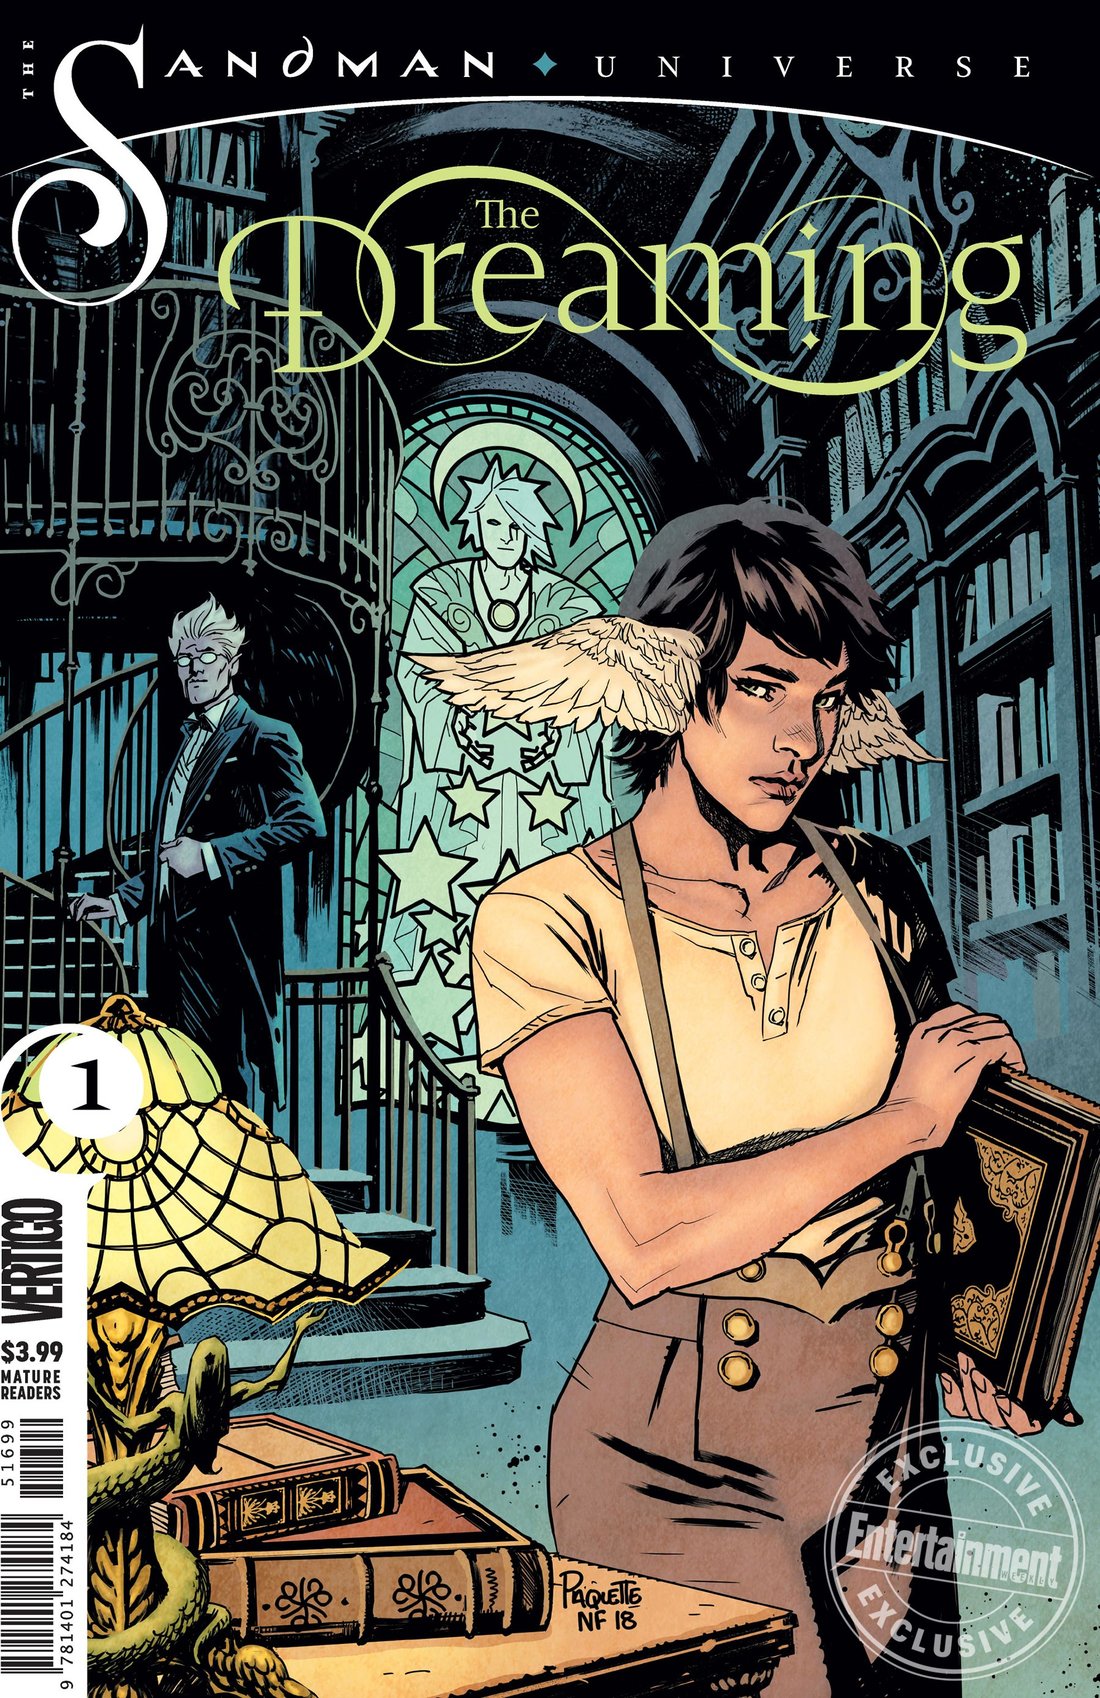 THE SANDMAN UNIVERSE
The
Dreaming
1
VERTIGO
$3.99
MATURE
READERS
51699
9 781401 274184
PAQUETTE
NF 18
EXCLUSIVE
Entertainment
WEEKLY
EXCLUSIVE